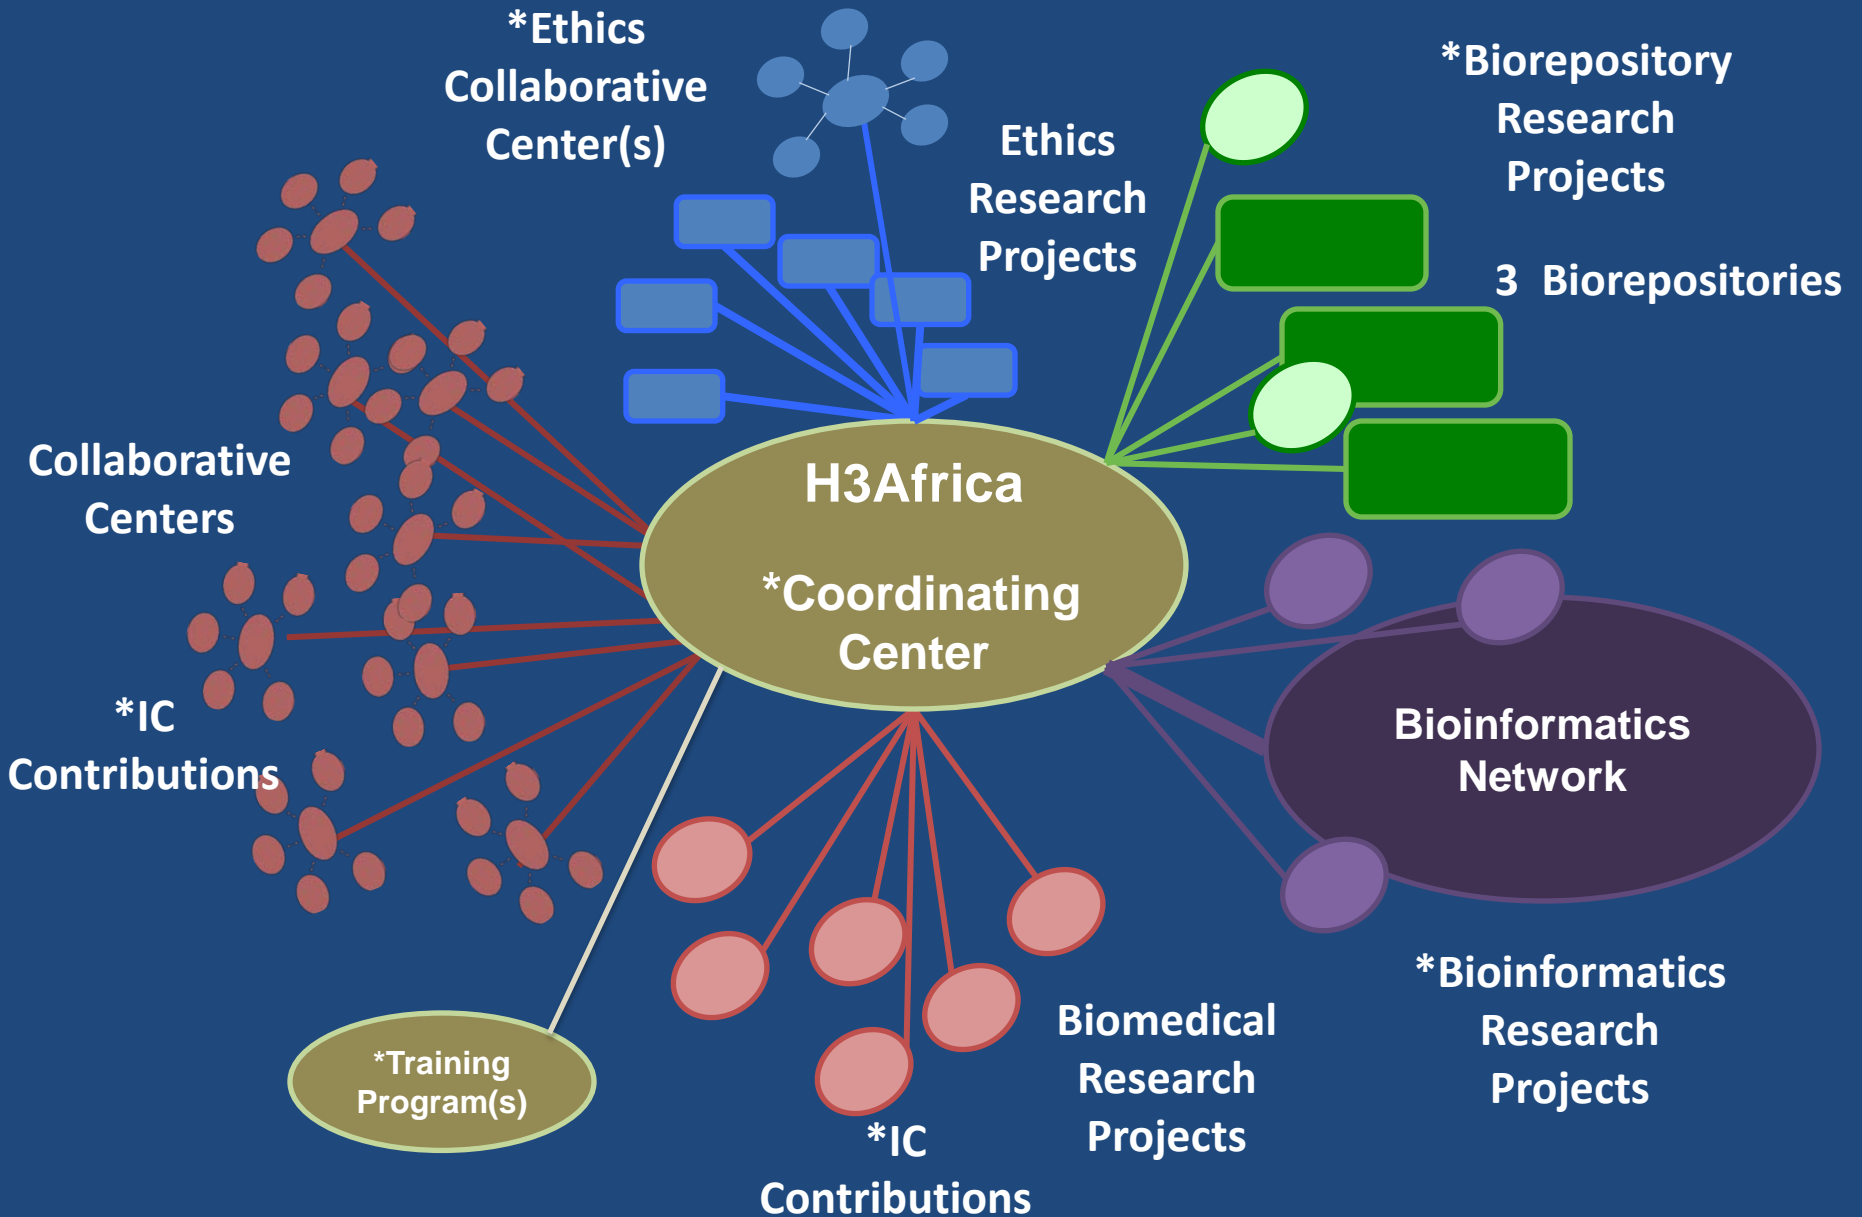 *Ethics
Collaborative
Center(s)
Ethics
Research
Projects
*Biorepository
Research
Projects
3  Biorepositories
Collaborative
Centers
H3Africa
*Coordinating
Center
*IC
Contributions
Bioinformatics
Network
*Bioinformatics
Research
Projects
Biomedical
Research
Projects
*Training
Program(s)
*IC
Contributions